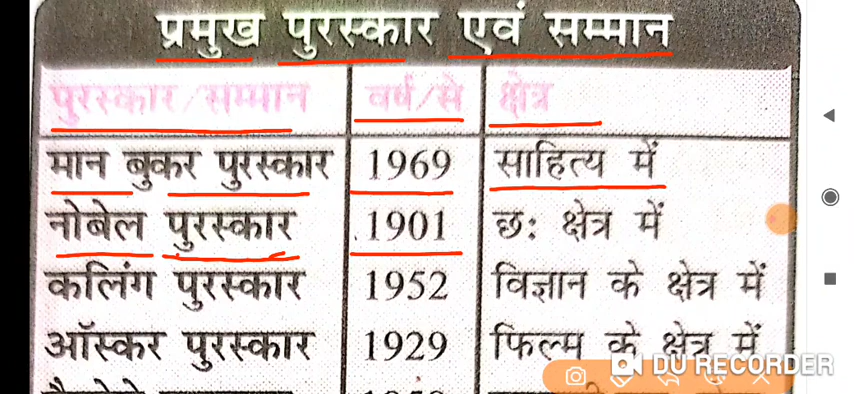 प्रमुख पुरस्कार एवं सम्मान
पुरस्कार/सम्मान वर्ष/से क्षेत्र
मान बुकर पुरस्कार 1969 साहित्य में
नोबेल पुरस्कार 1901 छः क्षेत्र में
कलिंग पुरस्कार 1952 विज्ञान के क्षेत्र में
ऑस्कर पुरस्कार 1929 फिल्म के क्षेत्र में
DU RECORDER